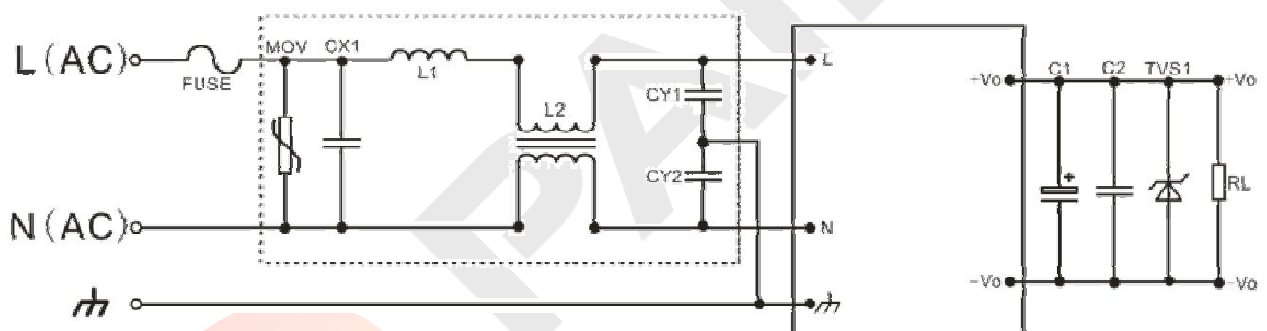 L(AC)
FUSE
MOV
CX1
L1
L2
CY1
CY2
L
N(AC)
N
+Vo
C1
C2
TVS1
+Vo
+
RL
-Vo
-Vo